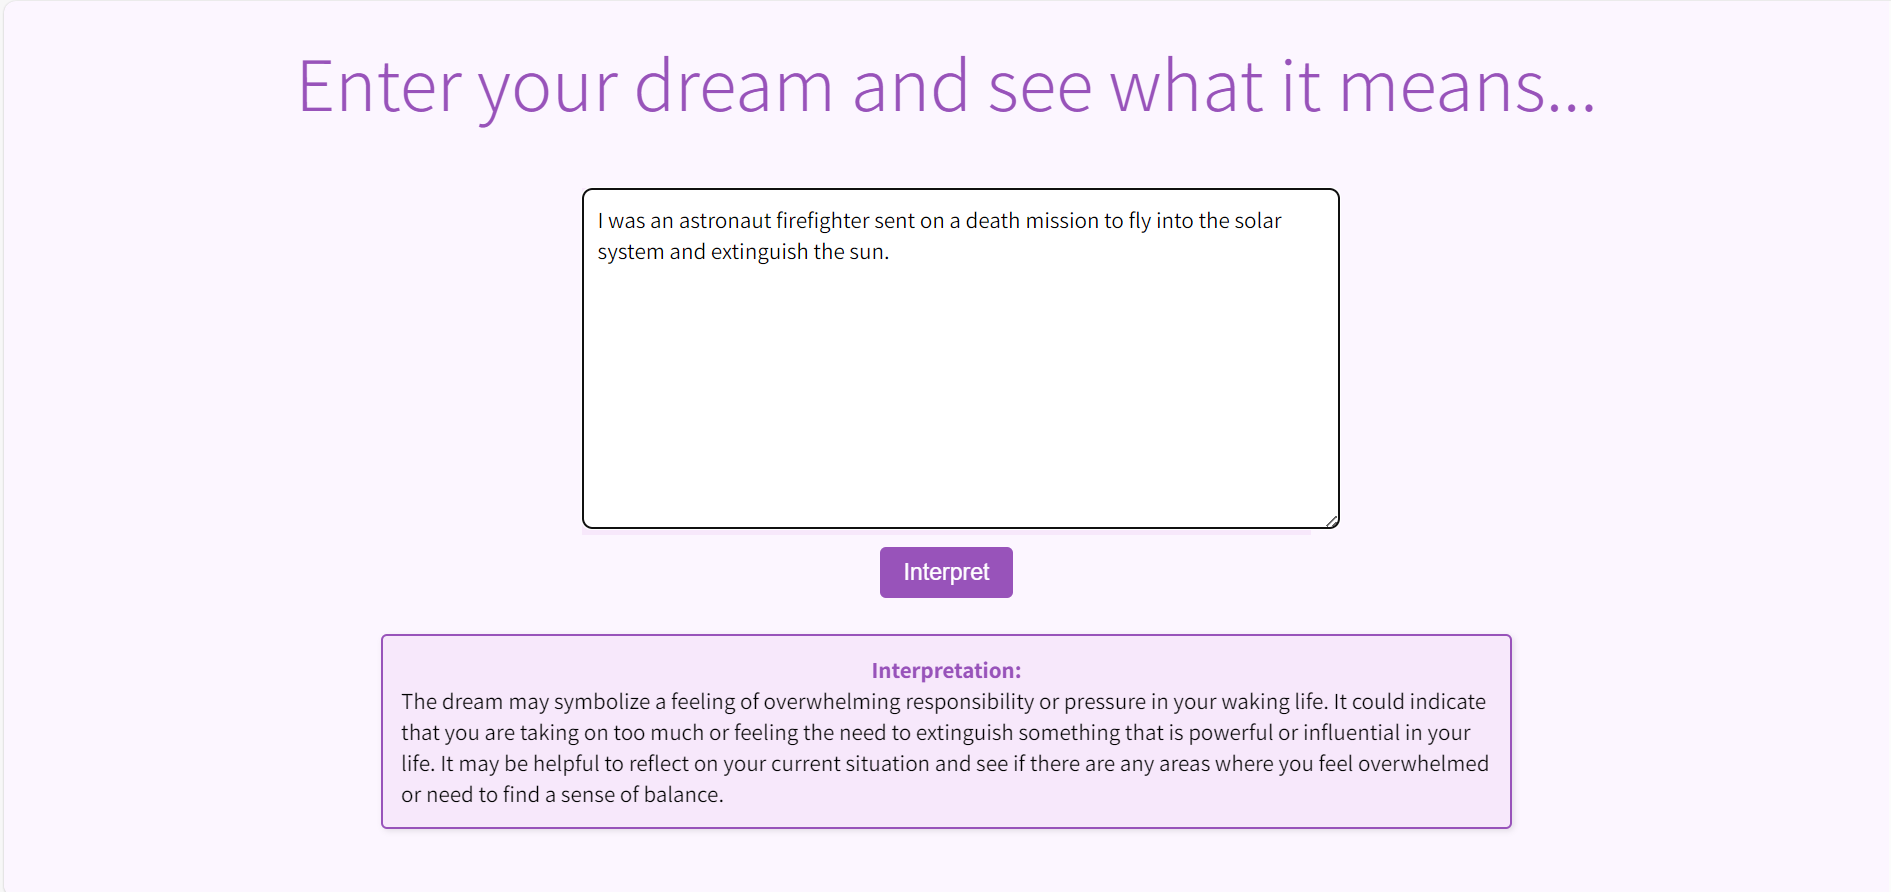 Enter your dream and see what it means...
I was an astronaut firefighter sent on a death mission to fly into the solar
system and extinguish the sun.
Interpret
Interpretation:
The dream may symbolize a feeling of overwhelming responsibility or pressure in your waking life. It could indicate
that you are taking on too much or feeling the need to extinguish something that is powerful or influential in your
life. It may be helpful to reflect on your current situation and see if there are any areas where you feel overwhelmed
or need to find a sense of balance.